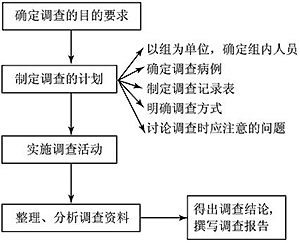 确定调查的目的要求
制定调查的计划
以组为单位，确定组内人员
确定调查病例
制定调查记录表
明确调查方式
讨论调查时应注意的问题
实施调查活动
整理、分析调查资料
得出调查结论，
撰写调查报告